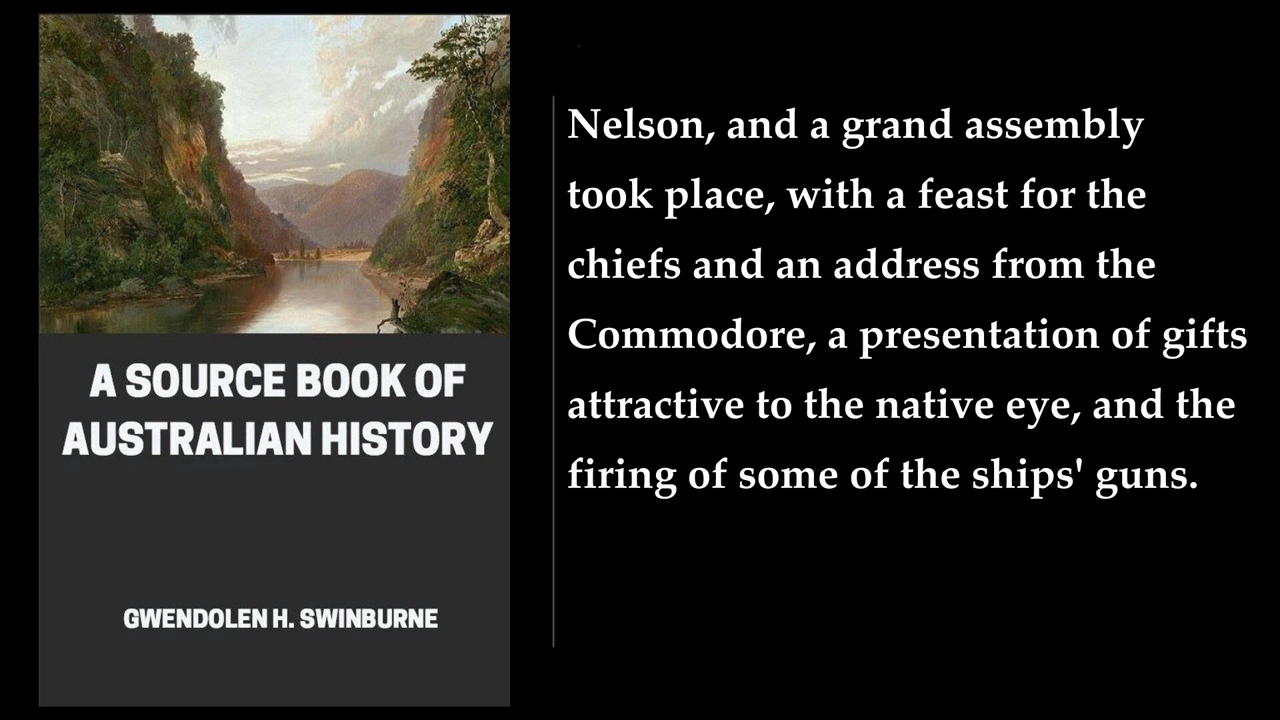 A SOURCE BOOK OF
AUSTRALIAN HISTORY
GWENDOLEN H. SWINBURNE
Nelson, and a grand assembly
took place, with a feast for the
chiefs and an address from the
Commodore, a presentation of gifts
attractive to the native eye, and the
firing of some of the ships' guns.